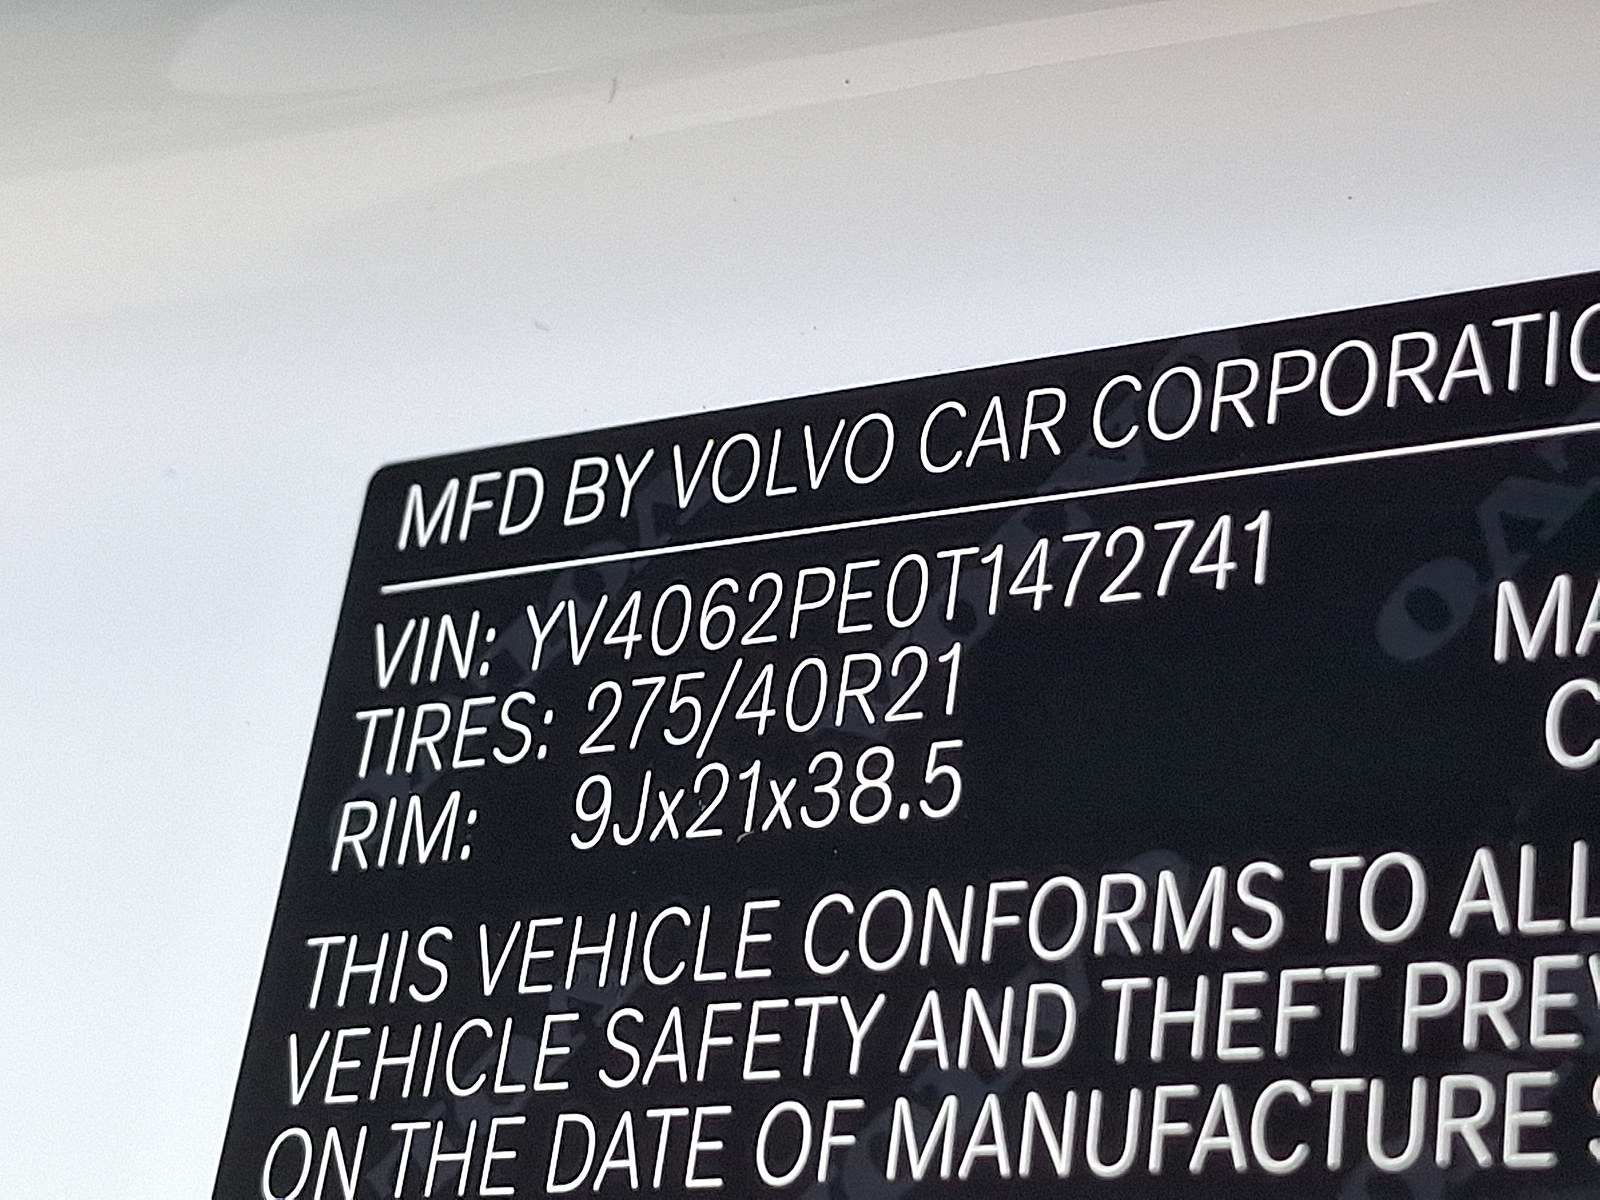 MFD BY VOLVO CAR CORPORATIO
VIN: YV4062PE0T1472741
TIRES: 275/40R21
RIM: 9Jx21x38.5
MA
C
THIS VEHICLE CONFORMS TO ALL
VEHICLE SAFETY AND THEFT PREV
ON THE DATE OF MANUFACTURE S